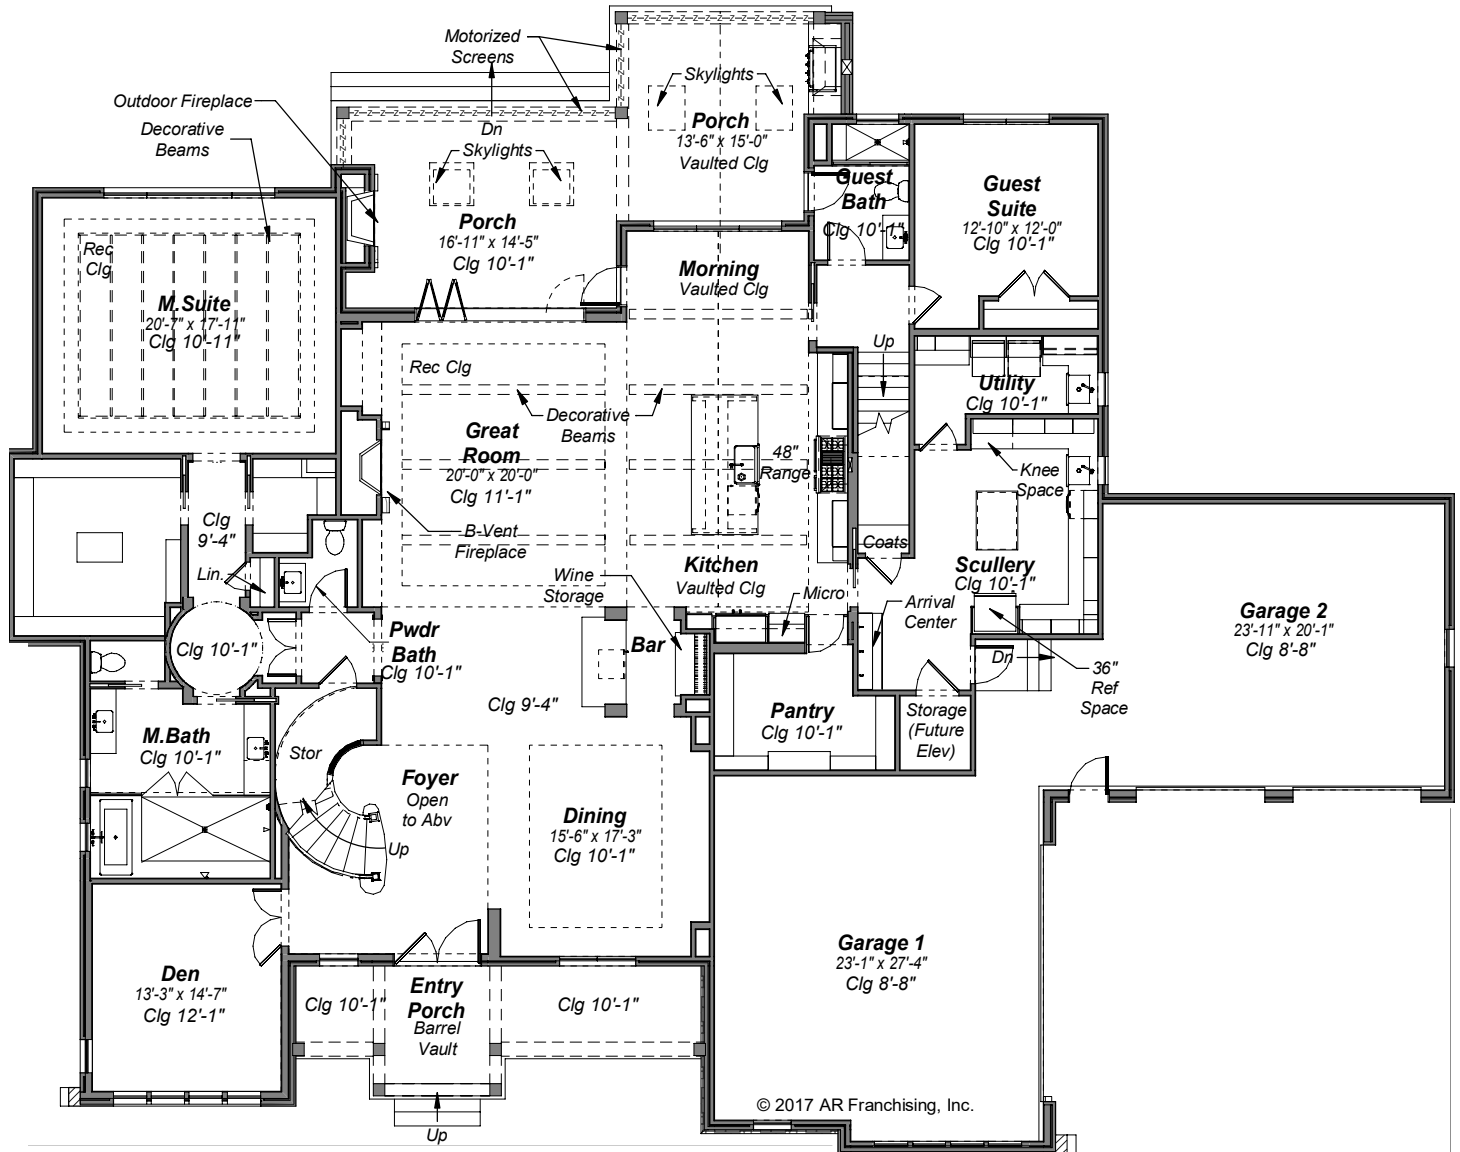 Motorized
Screens
Outdoor Fireplace
Decorative
Beams
Dn
Skylights
Skylights
Porch
13'-6" x 15'-0"
Vaulted Clg
Porch
16'-11" x 14'-5"
Clg 10'-1"
Guest
Bath
Clg 10'-1"
Guest
Suite
12'-10" x 12'-0"
Clg 10'-1"
Rec
Clg
M.Suite
20'-7" x 17'-11"
Clg 10'-11"
Morning
Vaulted Clg
Up
Rec Clg
Utility
Clg 10'-1"
Decorative
Beams
Great
Room
20'-0" x 20'-0"
Clg 11'-1"
48"
Range
Knee
Space
Clg
9'-4"
B-Vent
Fireplace
Coats
Lin.
Wine
Storage
Kitchen
Vaulted Clg
Micro
Scullery
Clg 10'-1"
Arrival
Center
Garage 2
23'-11" x 20'-1"
Clg 8'-8"
Clg 10'-1"
Pwdr
Bath
Clg 10'-1"
Bar
Dn
36"
Ref
Space
Clg 9'-4"
Pantry
Clg 10'-1"
Storage
(Future
Elev)
M.Bath
Clg 10'-1"
Stor
Foyer
Open
to Abv
Up
Dining
15'-6" x 17'-3"
Clg 10'-1"
Den
13'-3" x 14'-7"
Clg 12'-1"
Clg 10'-1"
Entry
Porch
Barrel
Vault
Clg 10'-1"
Garage 1
23'-1" x 27'-4"
Clg 8'-8"
© 2017 AR Franchising, Inc.
Up